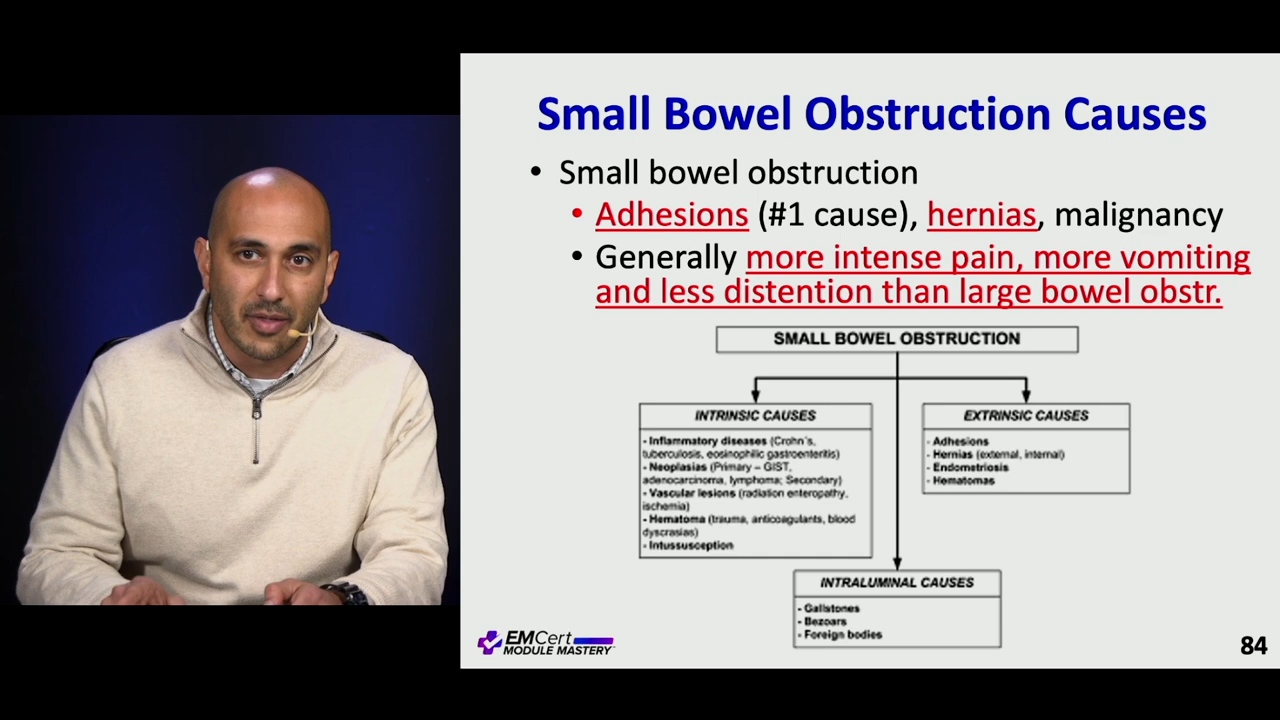 Small Bowel Obstruction Causes
• Small bowel obstruction
• Adhesions (#1 cause), hernias, malignancy
• Generally more intense pain, more vomiting
and less distention than large bowel obstr.
SMALL BOWEL OBSTRUCTION
INTRINSIC CAUSES
- Inflammatory diseases (Crohn's,
tuberculosis, eosinophilic gastroenteritis)
- Neoplasias (Primary – GIST,
adenocarcinoma, lymphoma; Secondary)
- Vascular lesions (radiation enteropathy,
ischemia)
- Hematoma (trauma, anticoagulants, blood
dyscrasias)
- Intussusception
EXTRINSIC CAUSES
- Adhesions
- Hernias (external, internal)
- Endometriosis
- Hematomas
INTRALUMINAL CAUSES
- Gallstones
- Bezoars
- Foreign bodies
EMCert
MODULE MASTERY
84